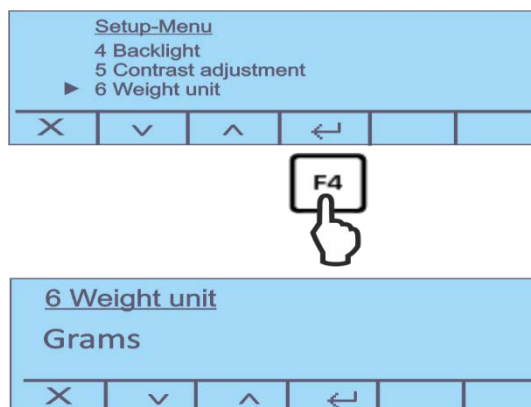 Setup-Menu
4 Backlight
5 Contrast adjustment
► 6 Weight unit
F4
6 Weight unit
Grams